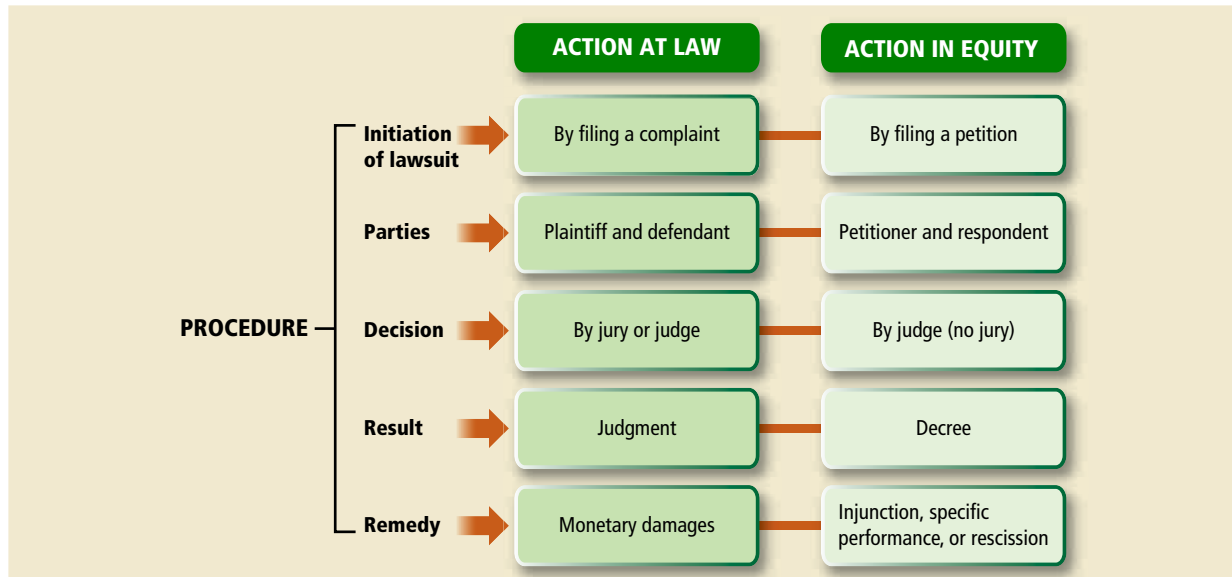 ACTION AT LAW
ACTION IN EQUITY
PROCEDURE
Initiation
of lawsuit
By filing a complaint
By filing a petition
Parties
Plaintiff and defendant
Petitioner and respondent
Decision
By jury or judge
By judge (no jury)
Result
Judgment
Decree
Remedy
Monetary damages
Injunction, specific
performance, or rescission